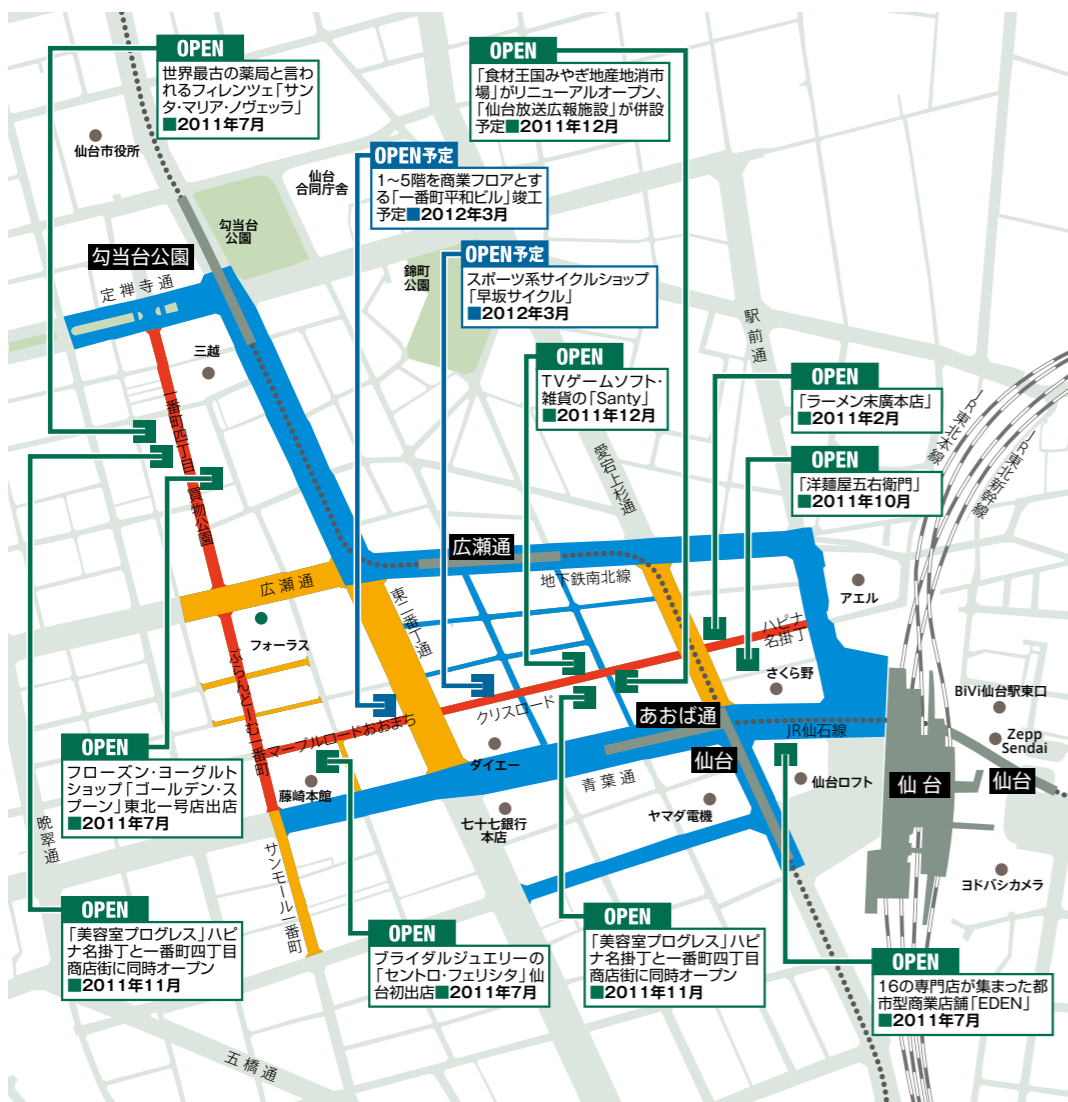 OPEN
世界最古の薬局と言わ
れるフィレンツェ「サン
タ・マリア・ノヴェッラ」
■2011年7月
OPEN
「食材王国みやぎ地産地消市
場」がリニューアルオープン、
「仙台放送広報施設」が併設
予定■2011年12月
仙台市役所
OPEN予定
1～5階を商業フロアとす
る「一番町平和ビル」竣工
予定■2012年3月
仙台
合同庁舎
勾当台
公園
勾当台公園
定禅寺通
OPEN予定
スポーツ系サイクルショップ
「早坂サイクル」
■2012年3月
錦町
公園
駅前通
三越
OPEN
TVゲームソフト・
雑貨の「Santy」
■2011年12月
OPEN
「ラーメン末廣本店」
■2011年2月
JR東北本線
JR東北新幹線
一番町四丁目 買物公園
愛宕上杉通
OPEN
「洋麺屋五右衛門」
■2011年10月
広瀬通
地下鉄南北線
広瀬通
東二番丁通
アエル
フォーラス
ハピナ
名掛丁
さくら野
ぶらんどーむ一番町
クリスロード
マーブルロードおおまち
あおば通
BiVi仙台駅東口
Zepp
Sendai
JR仙石線
仙台
ダイエー
青葉通
仙台ロフト
仙台
仙台
OPEN
フローズン・ヨーグルト
ショップ「ゴールデン・ス
プーン」東北一号店出店
■2011年7月
藤崎本館
七十七銀行
本店
ヤマダ電機
晩翠通
サンモール一番町
ヨドバシカメラ
OPEN
「美容室プログレス」ハピ
ナ名掛丁と一番町四丁目
商店街に同時オープン
■2011年11月
OPEN
ブライダルジュエリーの
「セントロ・フェリシタ」仙
台初出店■2011年7月
OPEN
「美容室プログレス」ハピ
ナ名掛丁と一番町四丁目
商店街に同時オープン
■2011年11月
OPEN
16の専門店が集まった都
市型商業店舗「EDEN」
■2011年7月
五橋通